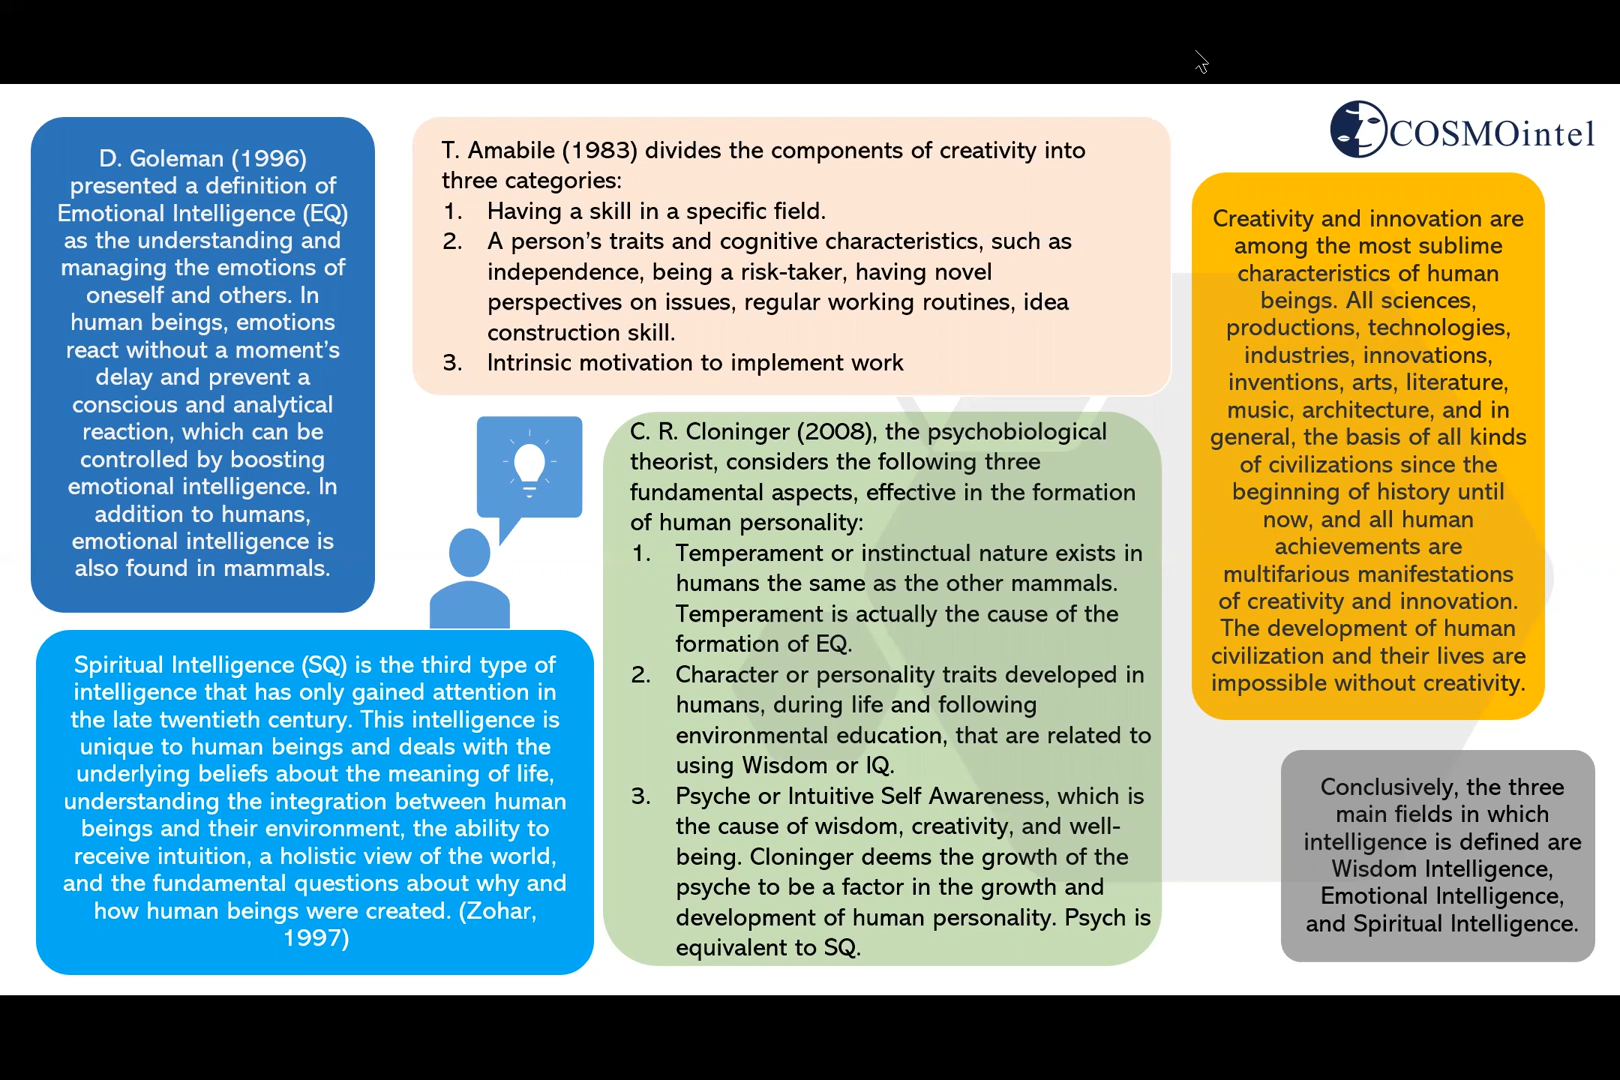 COSMOintel
D. Goleman (1996)
presented a definition of
Emotional Intelligence (EQ)
as the understanding and
managing the emotions of
oneself and others. In
human beings, emotions
react without a moment's
delay and prevent a
conscious and analytical
reaction, which can be
controlled by boosting
emotional intelligence. In
addition to humans,
emotional intelligence is
also found in mammals.
T. Amabile (1983) divides the components of creativity into
three categories:
1. Having a skill in a specific field.
2. A person's traits and cognitive characteristics, such as
independence, being a risk-taker, having novel
perspectives on issues, regular working routines, idea
construction skill.
3. Intrinsic motivation to implement work
Creativity and innovation are
among the most sublime
characteristics of human
beings. All sciences,
productions, technologies,
industries, innovations,
inventions, arts, literature,
music, architecture, and in
general, the basis of all kinds
of civilizations since the
beginning of history until
now, and all human
achievements are
multifarious manifestations
of creativity and innovation.
The development of human
civilization and their lives are
impossible without creativity.
Spiritual Intelligence (SQ) is the third type of
intelligence that has only gained attention in
the late twentieth century. This intelligence is
unique to human beings and deals with the
underlying beliefs about the meaning of life,
understanding the integration between human
beings and their environment, the ability to
receive intuition, a holistic view of the world,
and the fundamental questions about why and
how human beings were created. (Zohar,
1997)
C. R. Cloninger (2008), the psychobiological
theorist, considers the following three
fundamental aspects, effective in the formation
of human personality:
1. Temperament or instinctual nature exists in
humans the same as the other mammals.
Temperament is actually the cause of the
formation of EQ.
2. Character or personality traits developed in
humans, during life and following
environmental education, that are related to
using Wisdom or IQ.
3. Psyche or Intuitive Self Awareness, which is
the cause of wisdom, creativity, and well-
being. Cloninger deems the growth of the
psyche to be a factor in the growth and
development of human personality. Psych is
equivalent to SQ.
Conclusively, the three
main fields in which
intelligence is defined are
Wisdom Intelligence,
Emotional Intelligence,
and Spiritual Intelligence.